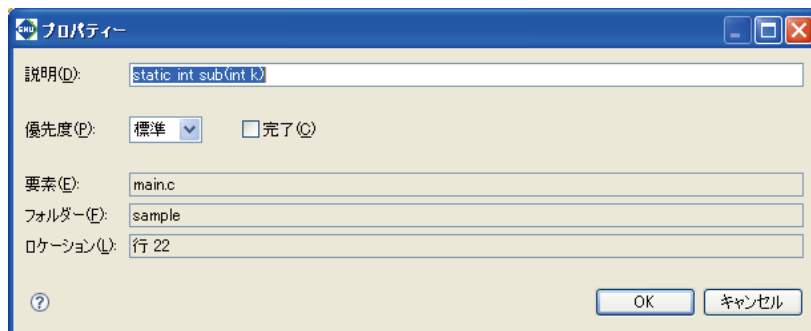 GNU プロパティー
説明(D): static int sub(int k)
優先度(P): 標準 完了(C)
要素(E): main.c
フォルダー(F): sample
ロケーション(L): 行 22
? OK キャンセル